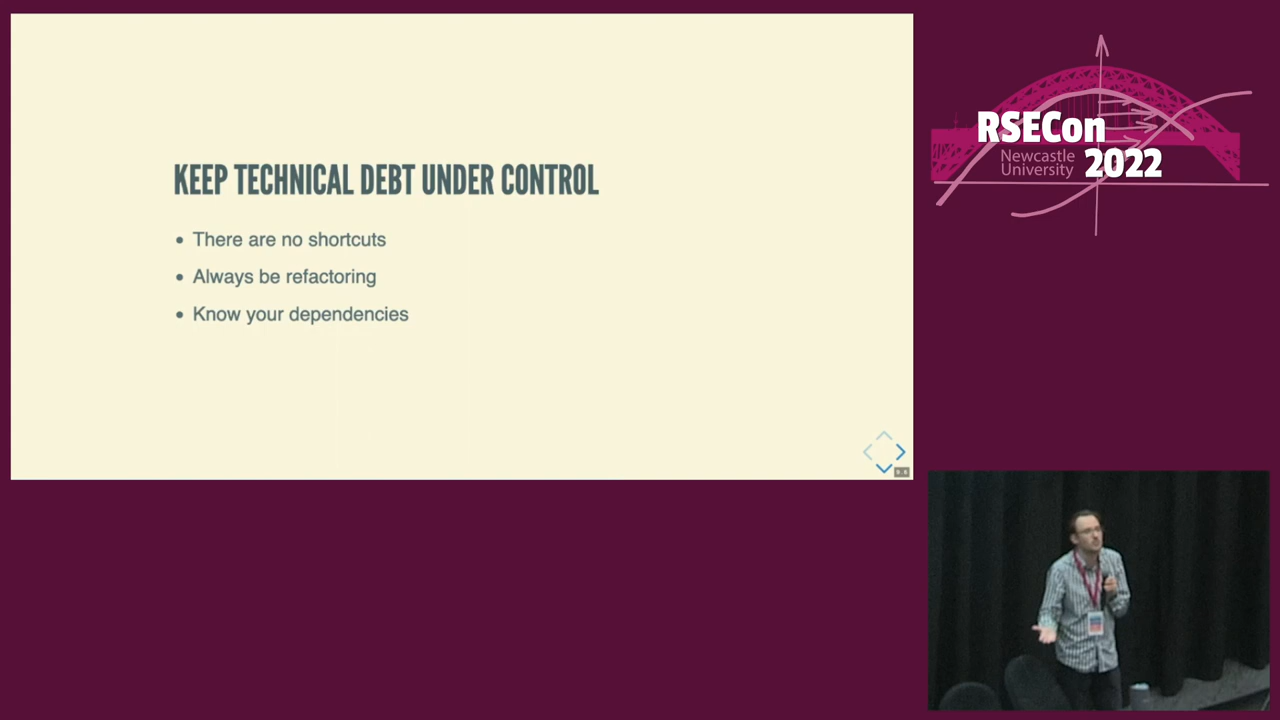 KEEP TECHNICAL DEBT UNDER CONTROL
There are no shortcuts
Always be refactoring
Know your dependencies
RSECon
Newcastle
University
2022